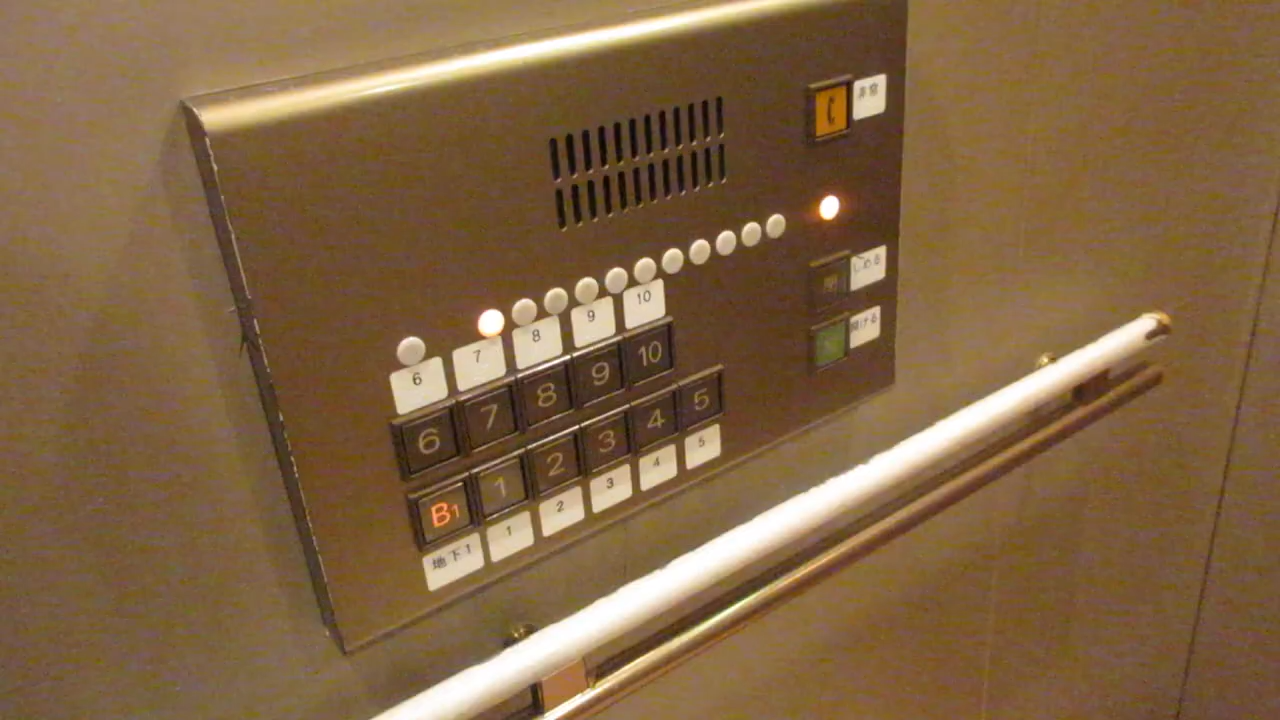 非常
しめる
開ける
6 7 8 9 10
6 7 8 9 10
B1 1 2 3 4 5
地下1 1 2 3 4 5